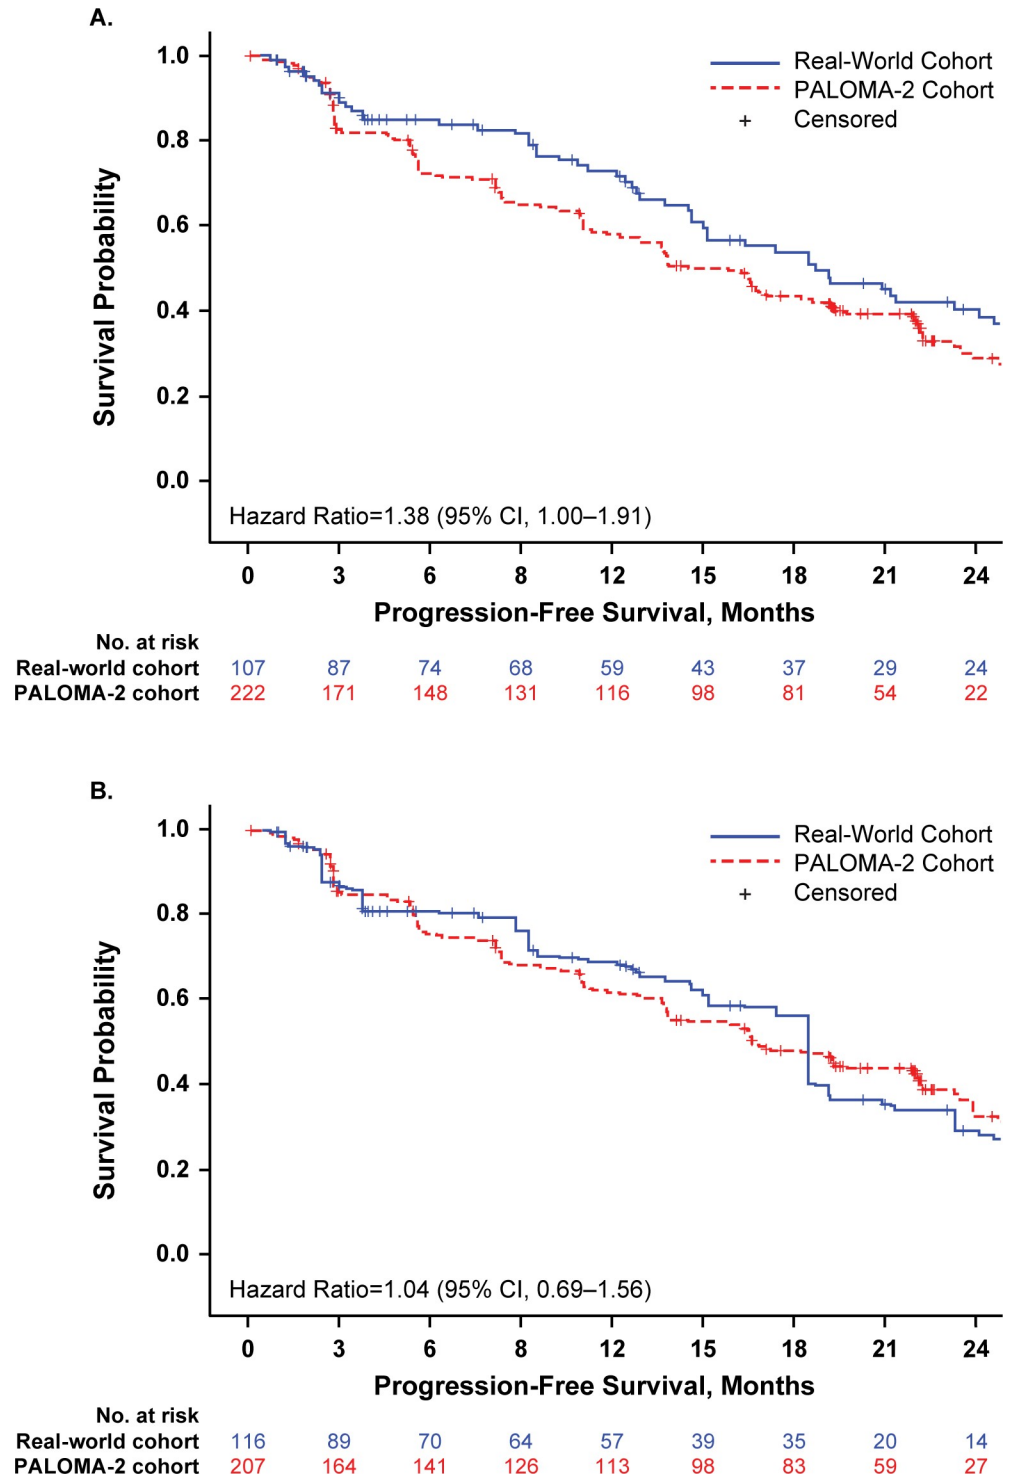 A.
1.0
0.8
0.6
0.4
0.2
0.0
Survival Probability
Real-World Cohort
PALOMA-2 Cohort
+ Censored
Hazard Ratio=1.38 (95% CI, 1.00–1.91)
0 3 6 8 12 15 18 21 24
Progression-Free Survival, Months
No. at risk
Real-world cohort 107 87 74 68 59 43 37 29 24
PALOMA-2 cohort 222 171 148 131 116 98 81 54 22
B.
1.0
0.8
0.6
0.4
0.2
0.0
Survival Probability
Real-World Cohort
PALOMA-2 Cohort
+ Censored
Hazard Ratio=1.04 (95% CI, 0.69–1.56)
0 3 6 8 12 15 18 21 24
Progression-Free Survival, Months
No. at risk
Real-world cohort 116 89 70 64 57 39 35 20 14
PALOMA-2 cohort 207 164 141 126 113 98 83 59 27